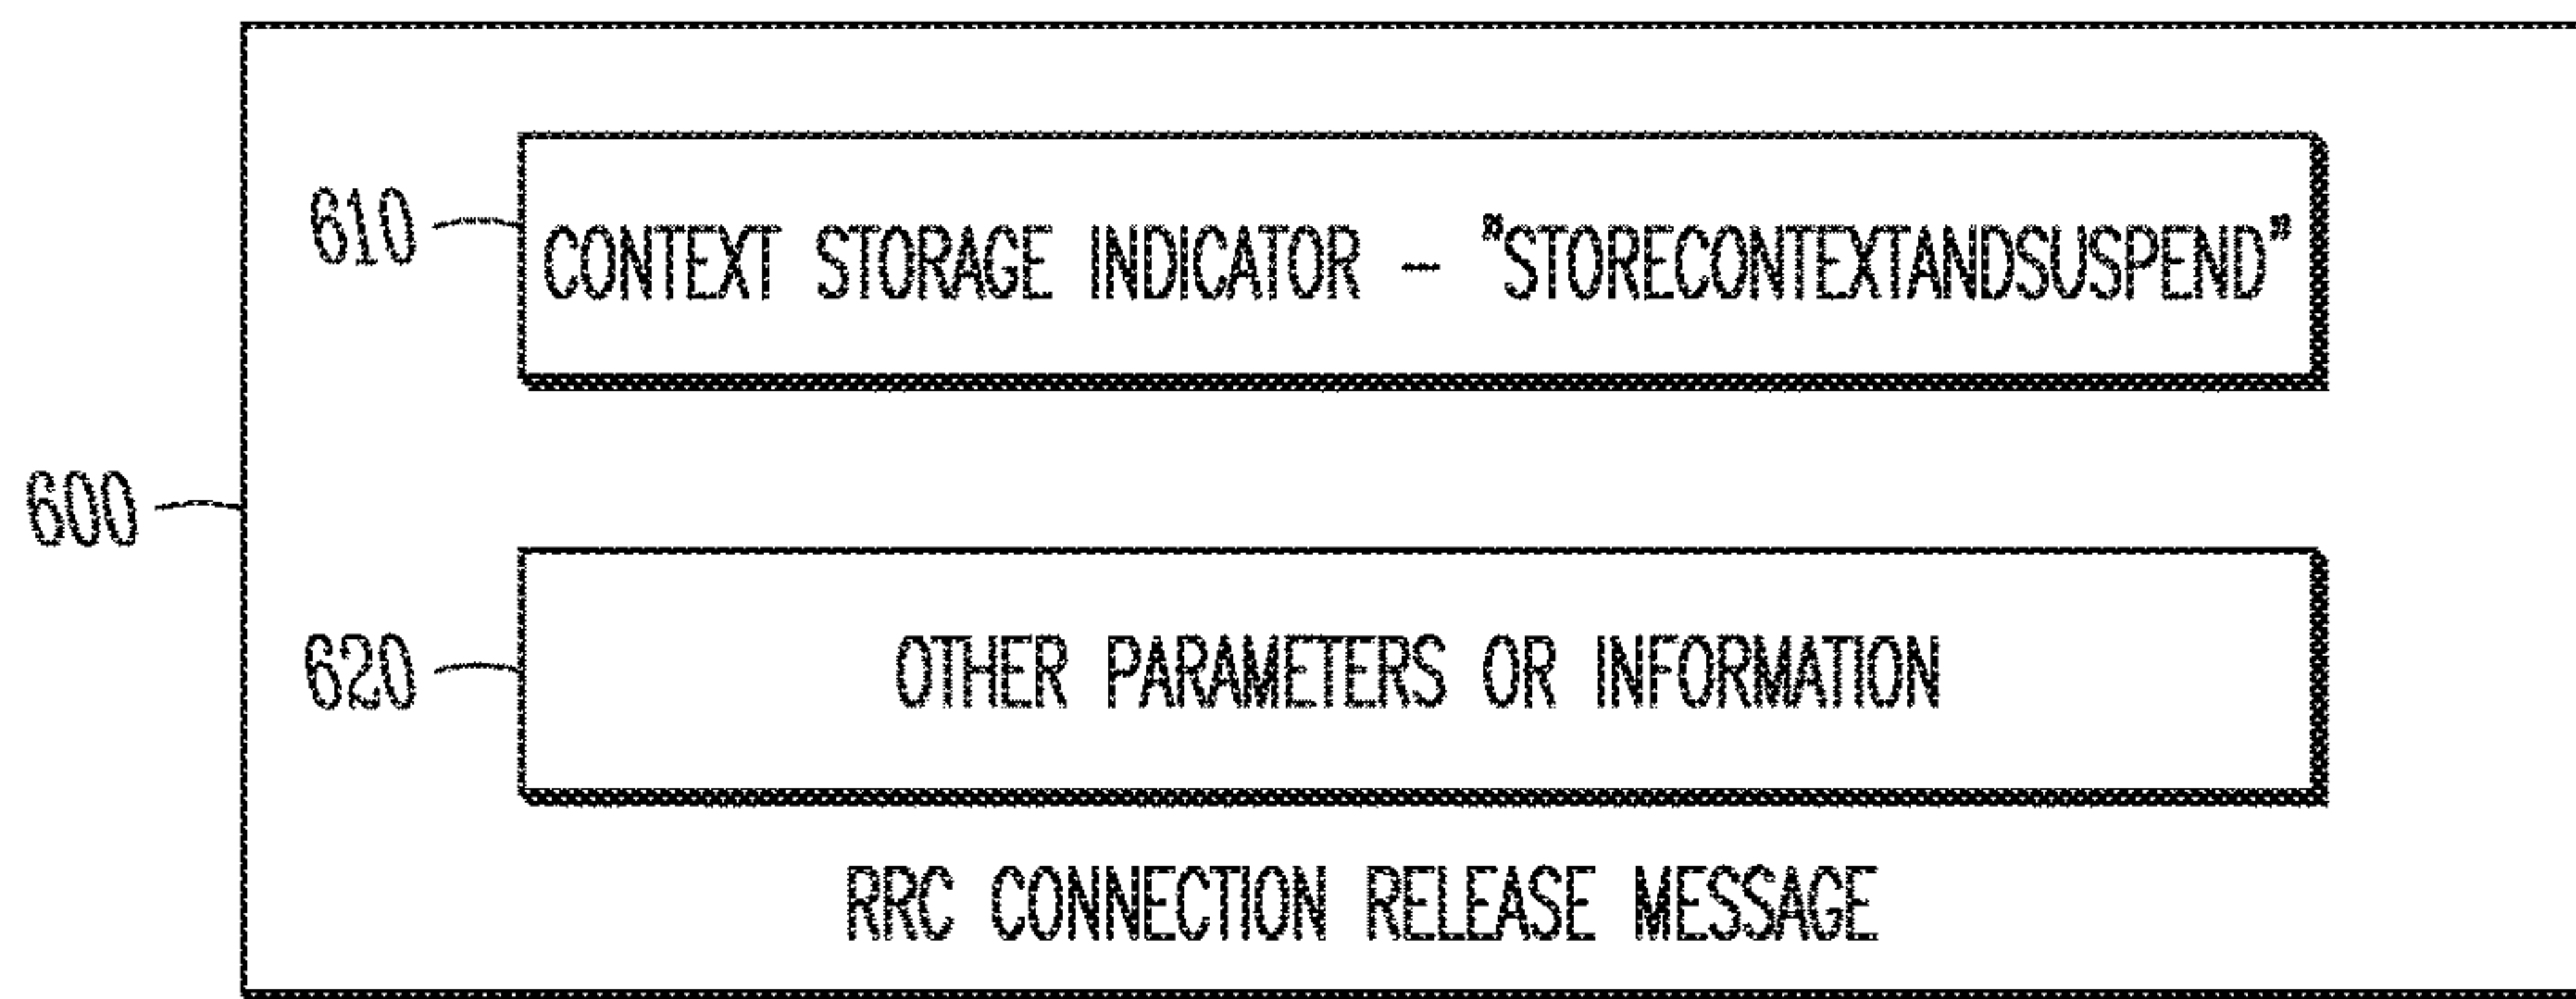 610
CONTEXT STORAGE INDICATOR – "STORECONTEXTANDSUSPEND"
600
620
OTHER PARAMETERS OR INFORMATION
RRC CONNECTION RELEASE MESSAGE